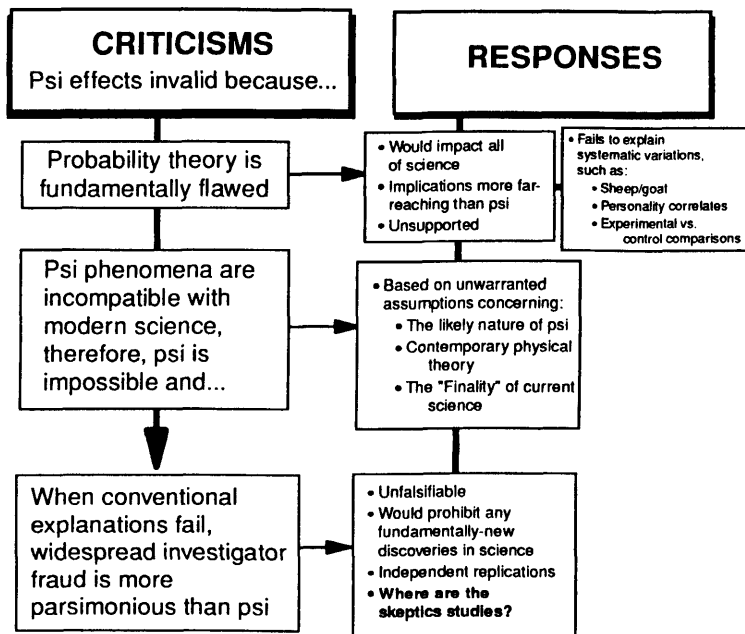 CRITICISMS
Psi effects invalid because...
RESPONSES
Probability theory is
fundamentally flawed
• Would impact all
of science
• Implications more far-
reaching than psi
• Unsupported
• Fails to explain
systematic variations,
such as:
• Sheep/goat
• Personality correlates
• Experimental vs.
control comparisons
Psi phenomena are
incompatible with
modern science,
therefore, psi is
impossible and...
• Based on unwarranted
assumptions concerning:
• The likely nature of psi
• Contemporary physical
theory
• The "Finality" of current
science
When conventional
explanations fail,
widespread investigator
fraud is more
parsimonious than psi
• Unfalsifiable
• Would prohibit any
fundamentally-new
discoveries in science
• Independent replications
• Where are the
skeptics studies?